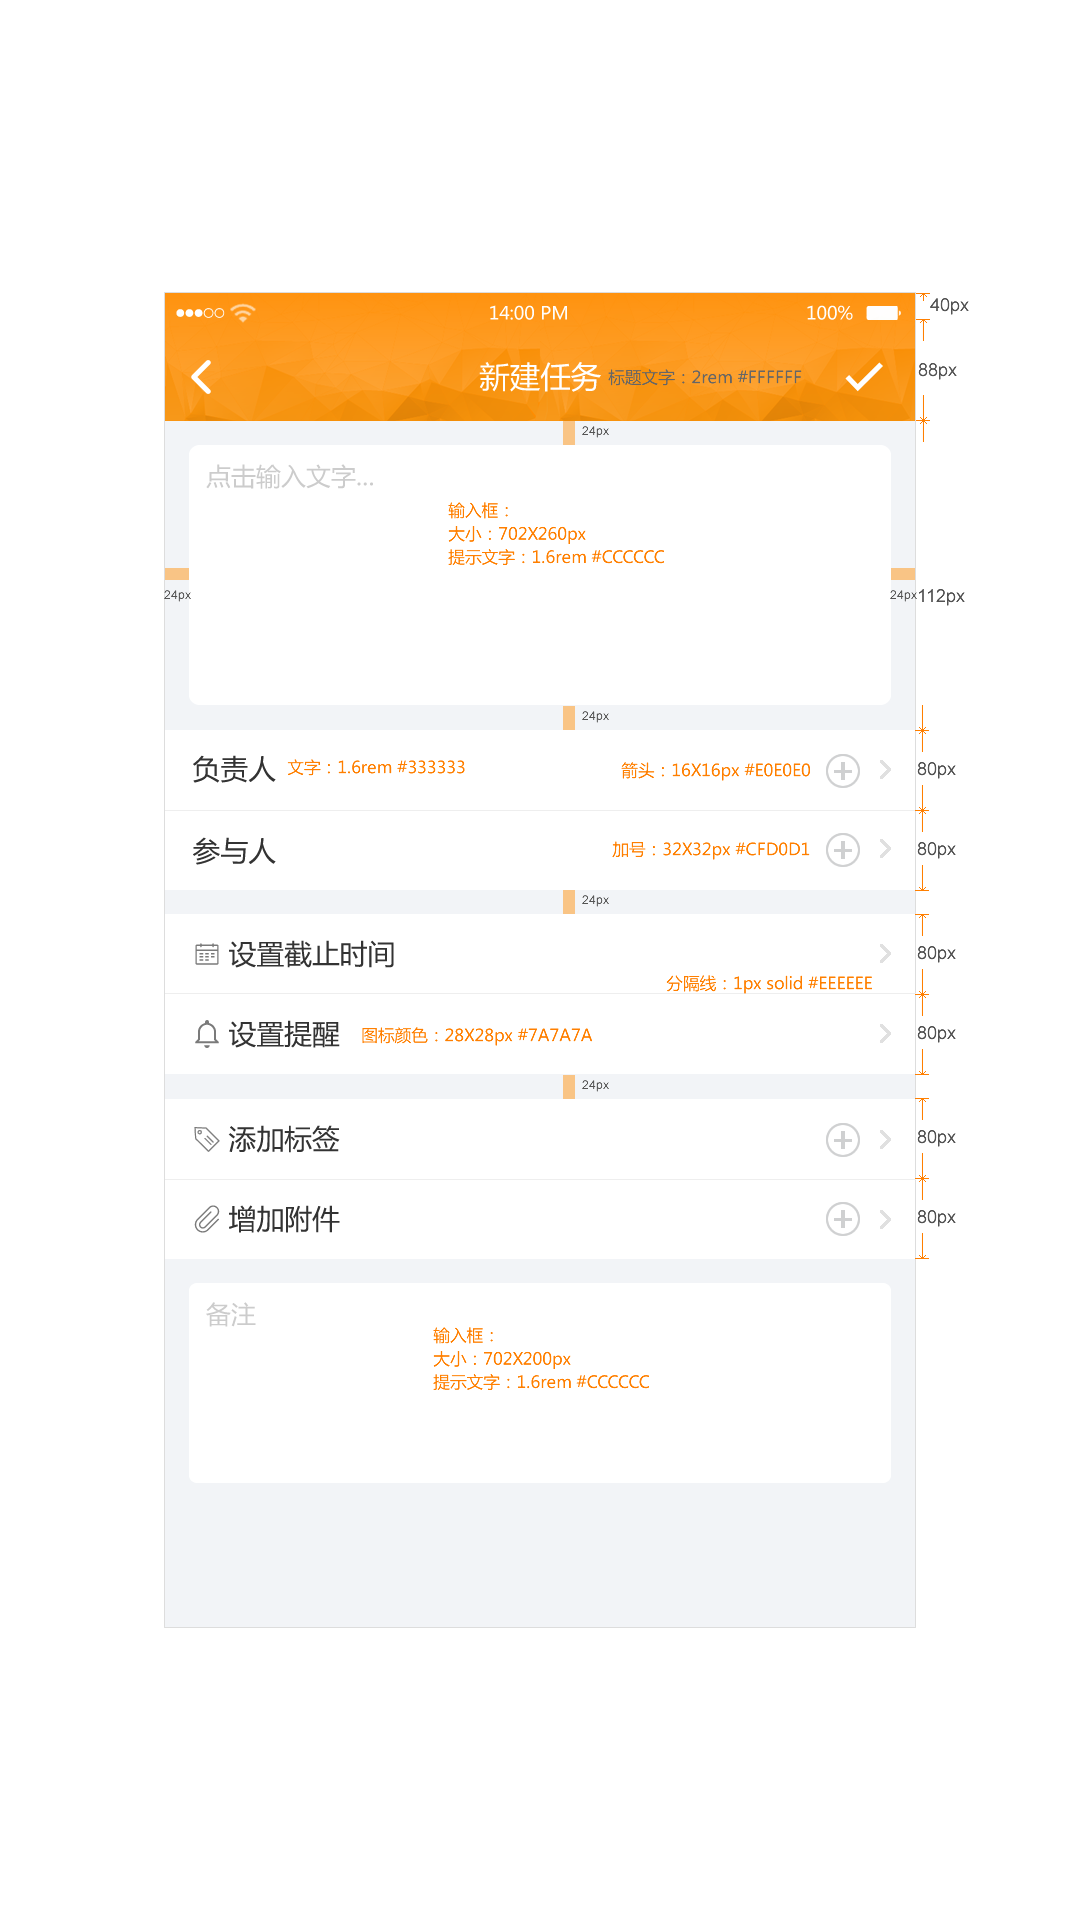 14:00 PM
100%
40px
新建任务 标题文字：2rem #FFFFFF
88px
24px
点击输入文字...
输入框：
大小：702X260px
提示文字：1.6rem #CCCCCC
24px
24px
112px
24px
负责人 文字：1.6rem #333333
箭头：16X16px #E0E0E0
80px
参与人
加号：32X32px #CFD0D1
80px
24px
设置截止时间
80px
分隔线：1px solid #EEEEEE
设置提醒 图标颜色：28X28px #7A7A7A
80px
24px
添加标签
80px
增加附件
80px
备注
输入框：
大小：702X200px
提示文字：1.6rem #CCCCCC